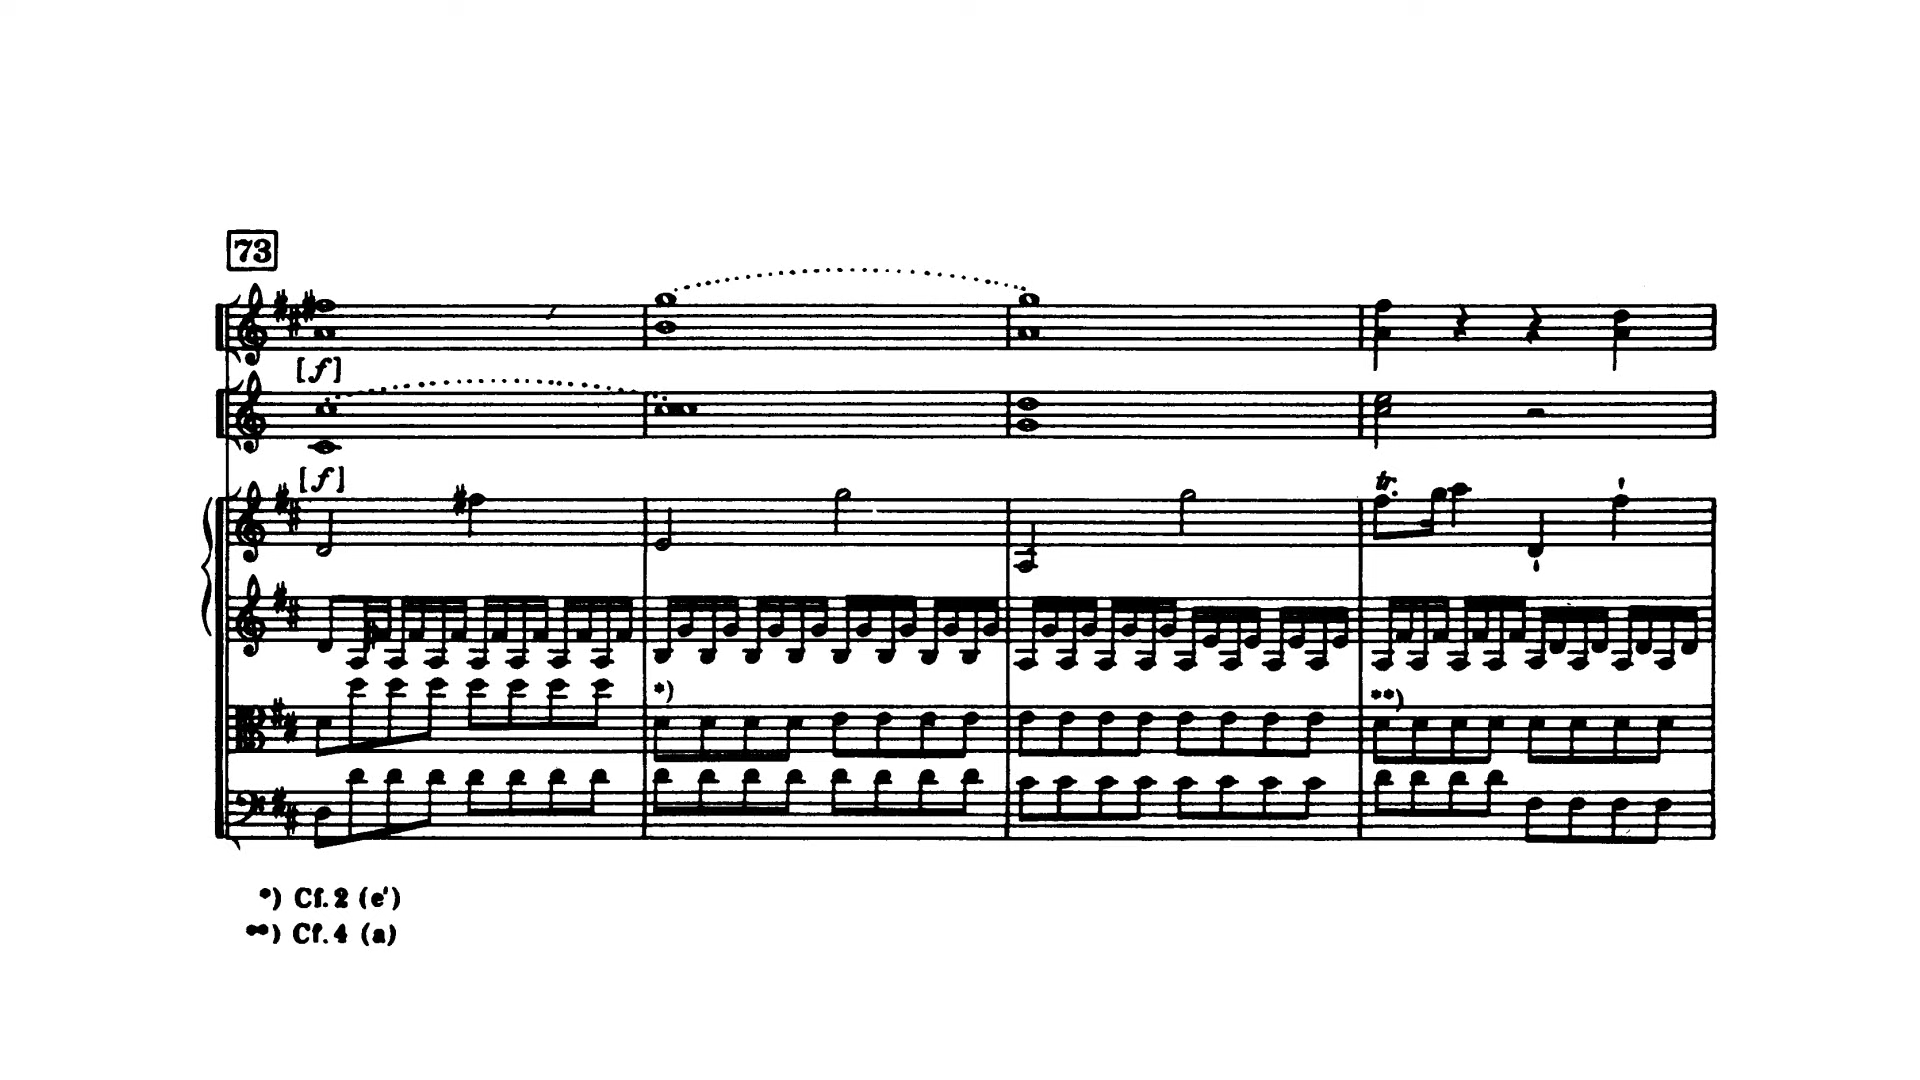 73
[f]
[f]
tr
*)
**)
*) Cf. 2 (e')
**) Cf. 4 (a)